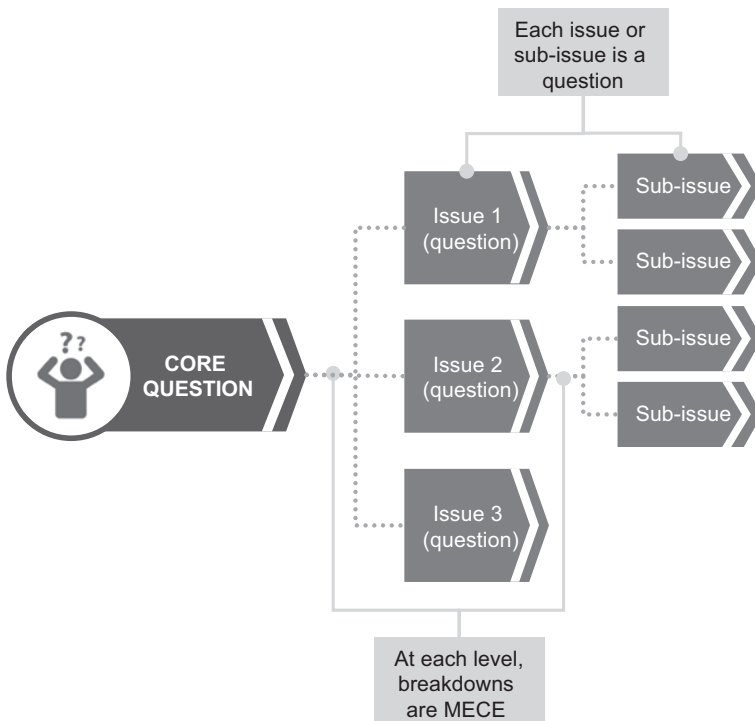 Each issue or
sub-issue is a
question
Issue 1
(question)
Sub-issue
Sub-issue
??
CORE
QUESTION
Issue 2
(question)
Sub-issue
Sub-issue
Issue 3
(question)
At each level,
breakdowns
are MECE